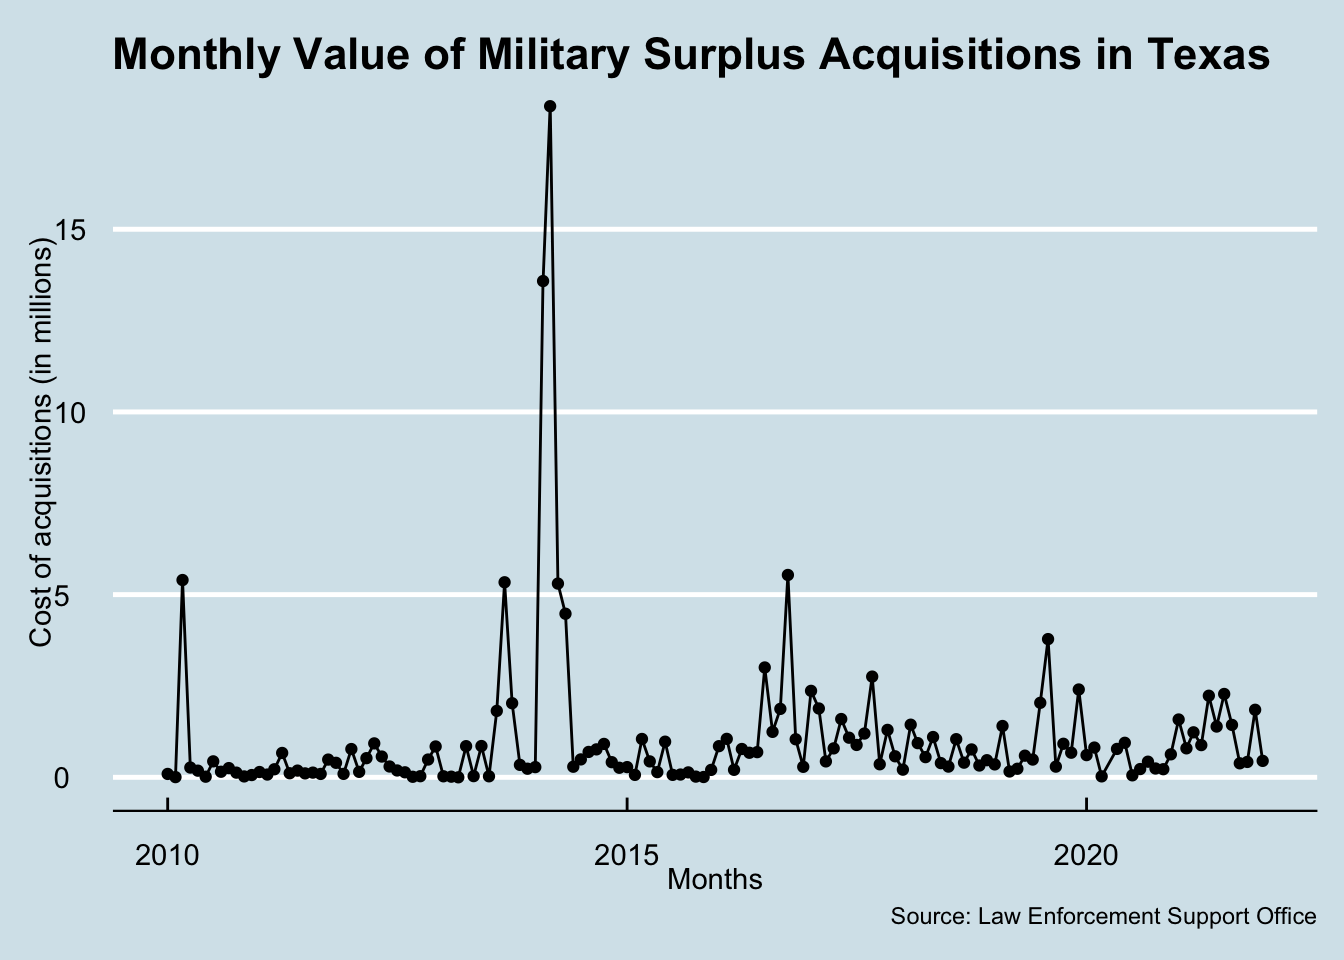 Monthly Value of Military Surplus Acquisitions in Texas
Cost of acquisitions (in millions)
15
10
5
0
2010 2015 2020
Months
Source: Law Enforcement Support Office